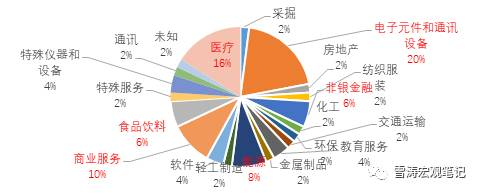 采掘
2%
电子元件和通讯
设备
20%
房地产
2%
纺织服
装
2%
非银金融
6%
化工
2%
交通运输
2%
教育服务
4%
环保
2%
金属制品
2%
能源
8%
轻工制造
2%
软件
4%
商业服务
10%
食品饮料
6%
特殊服务
2%
特殊仪器和
设备
4%
通讯
2%
未知
2%
医疗
16%
雪涛宏观笔记